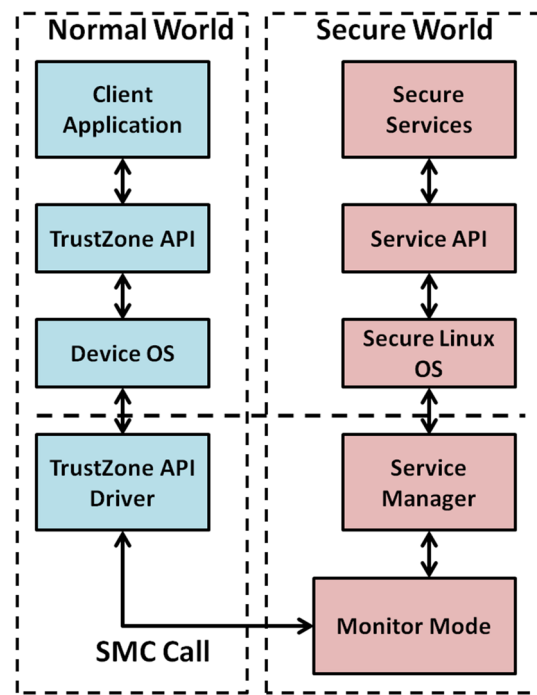 Normal World
Secure World
Client
Application
Secure
Services
TrustZone API
Service API
Device OS
Secure Linux
OS
TrustZone API
Driver
Service
Manager
Monitor Mode
SMC Call